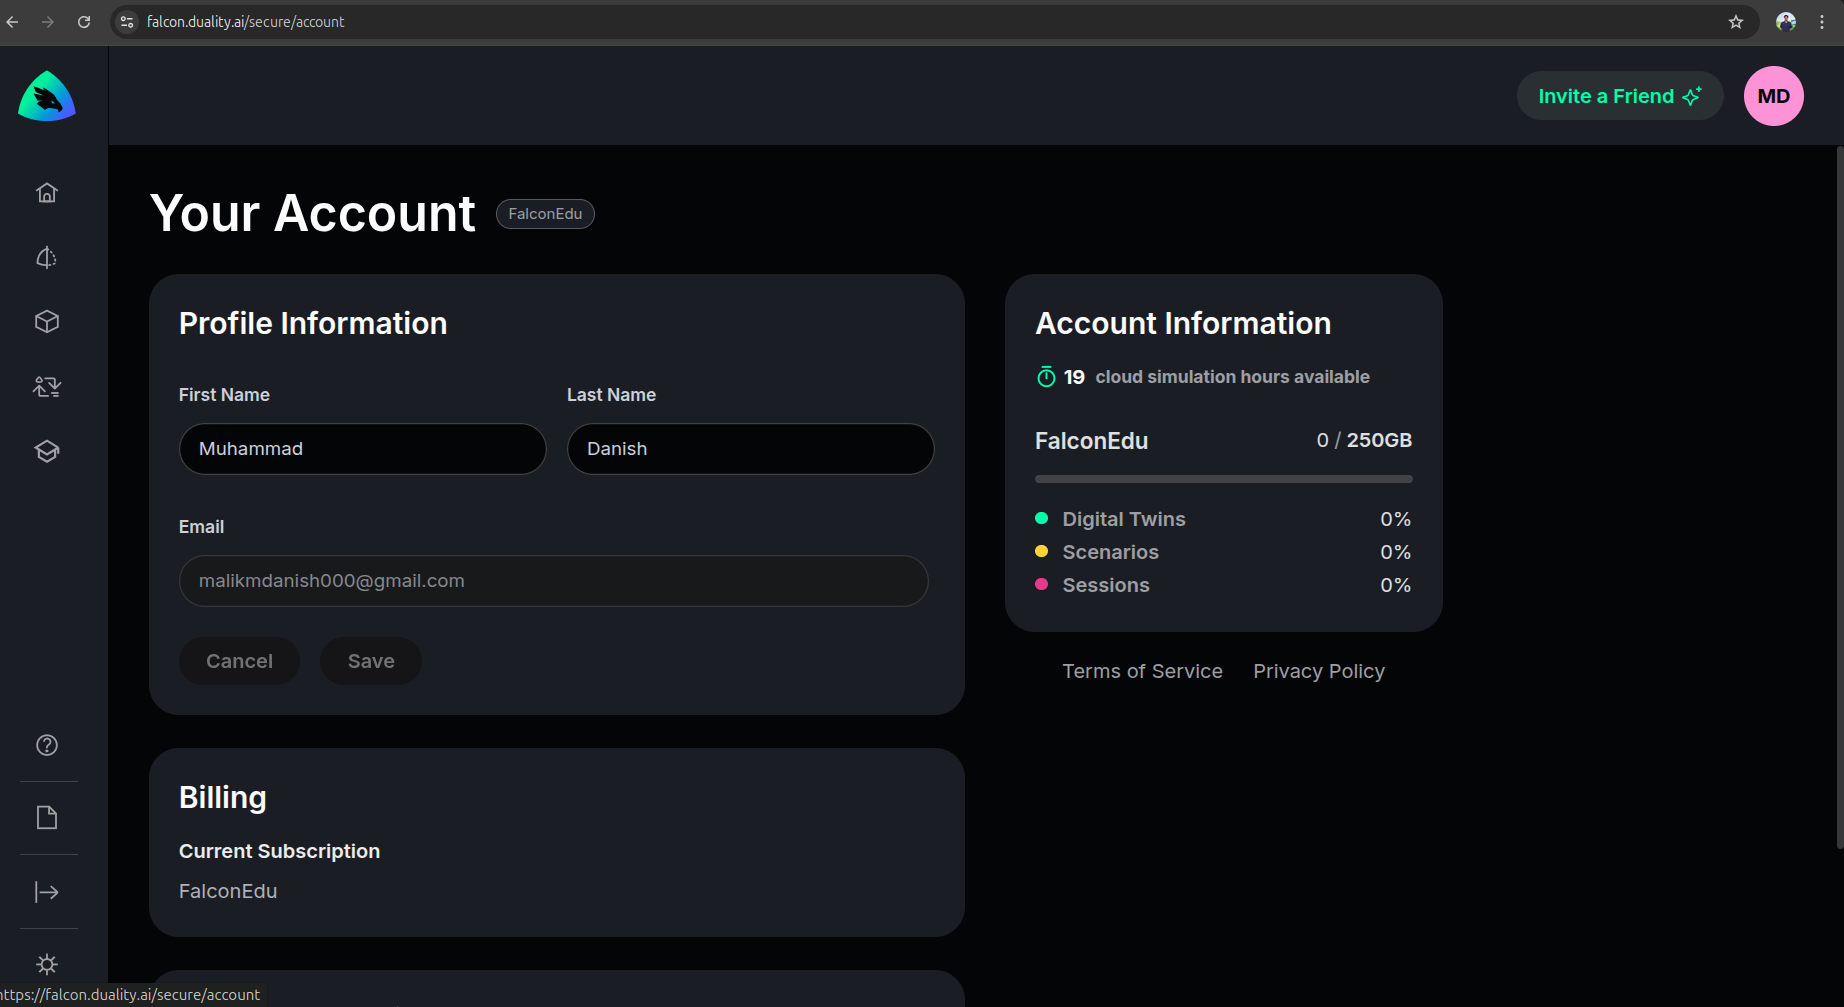 falcon.duality.ai/secure/account
Invite a Friend
MD
Your Account
FalconEdu
Profile Information
First Name
Last Name
Muhammad
Danish
Email
malikmdanish000@gmail.com
Cancel
Save
Account Information
19 cloud simulation hours available
FalconEdu
0 / 250GB
Digital Twins
0%
Scenarios
0%
Sessions
0%
Terms of Service
Privacy Policy
Billing
Current Subscription
FalconEdu
https://falcon.duality.ai/secure/account